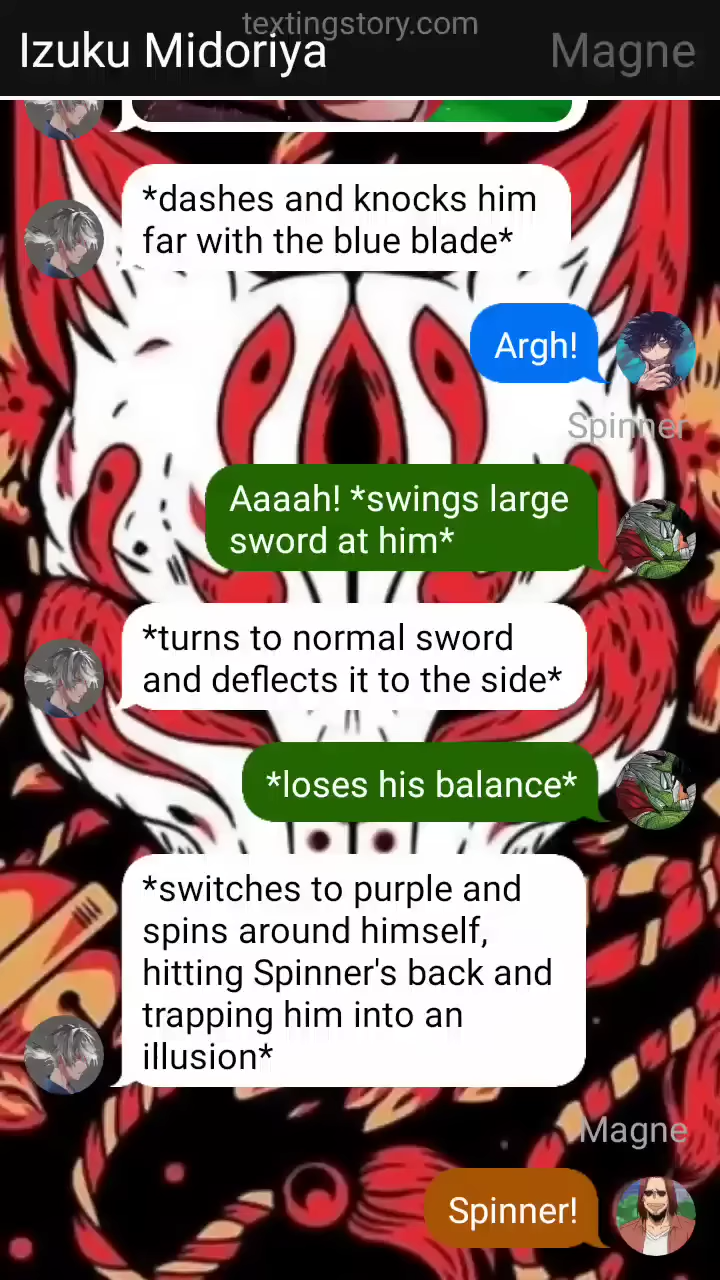 textingstory.com
Izuku Midoriya
Magne
*dashes and knocks him
far with the blue blade*
Argh!
Spinner
Aaaah! *swings large
sword at him*
*turns to normal sword
and deflects it to the side*
*loses his balance*
*switches to purple and
spins around himself,
hitting Spinner's back and
trapping him into an
illusion*
Magne
Spinner!